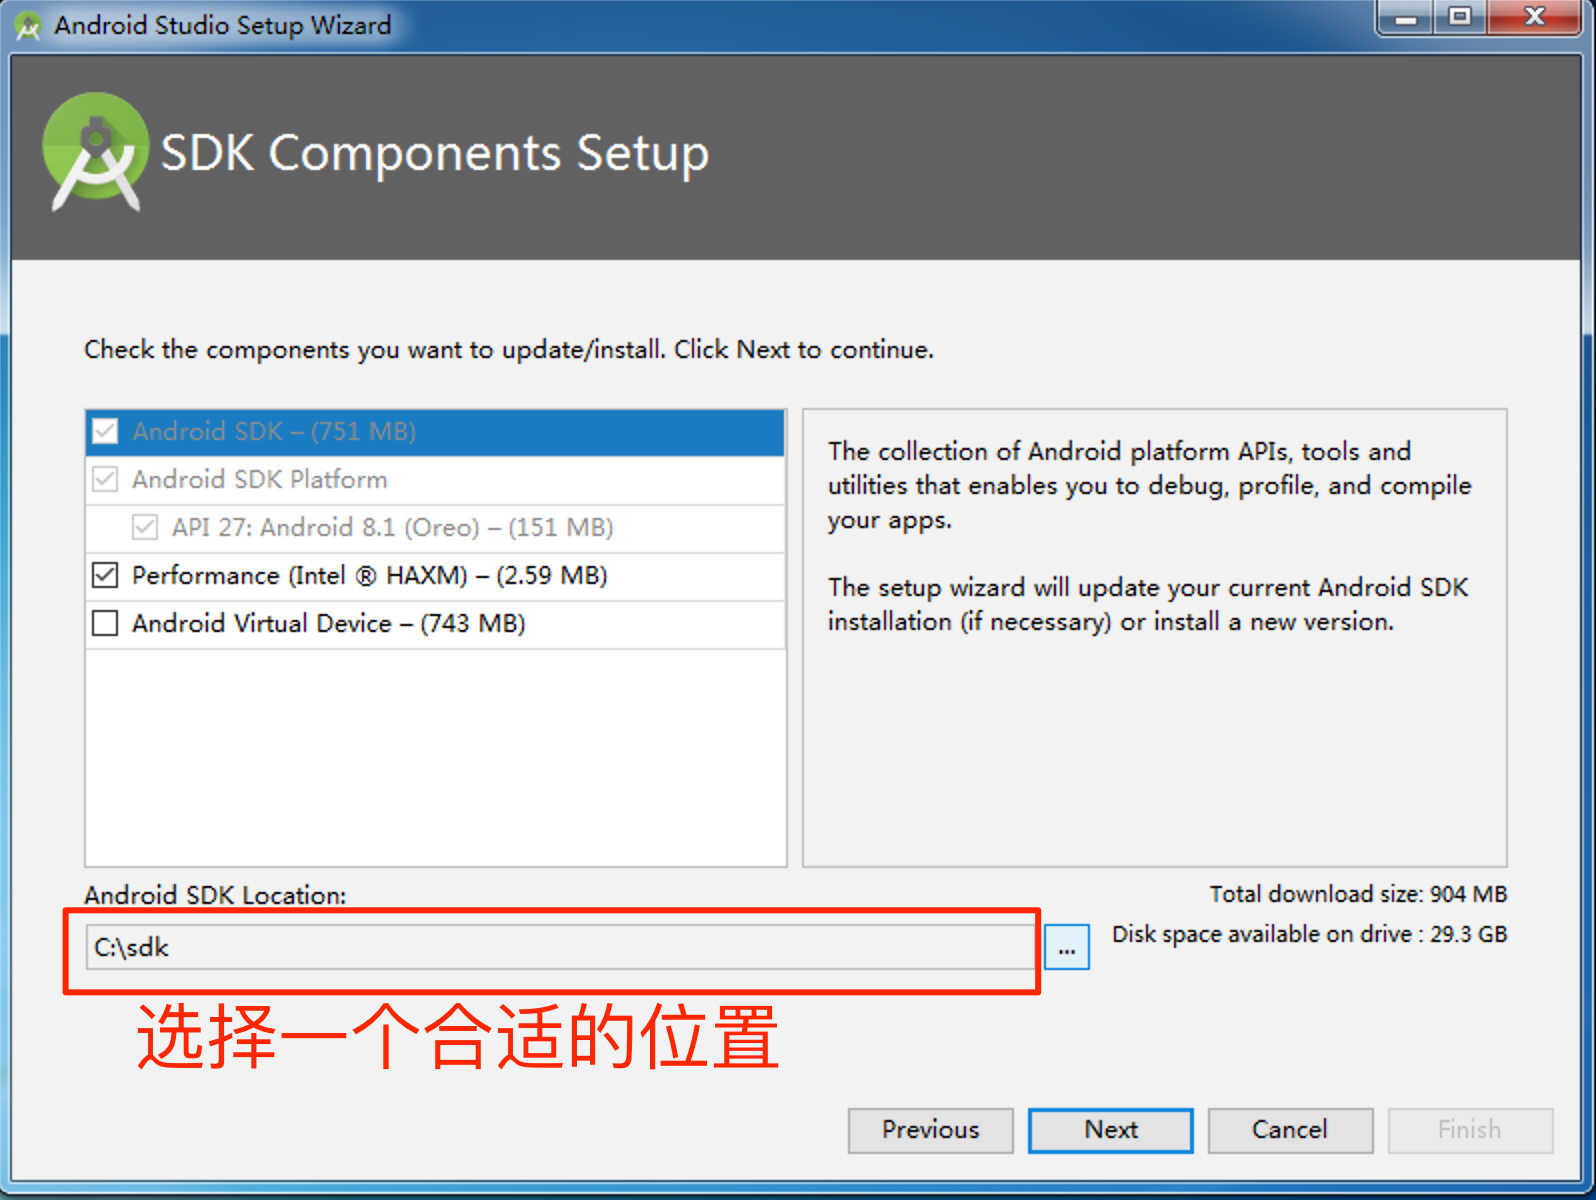 Android Studio Setup Wizard
SDK Components Setup
Check the components you want to update/install. Click Next to continue.
Android SDK – (751 MB)
Android SDK Platform
API 27: Android 8.1 (Oreo) – (151 MB)
Performance (Intel ® HAXM) – (2.59 MB)
Android Virtual Device – (743 MB)
The collection of Android platform APIs, tools and
utilities that enables you to debug, profile, and compile
your apps.
The setup wizard will update your current Android SDK
installation (if necessary) or install a new version.
Android SDK Location:
Total download size: 904 MB
C:\sdk
...
Disk space available on drive : 29.3 GB
选择一个合适的位置
Previous
Next
Cancel
Finish